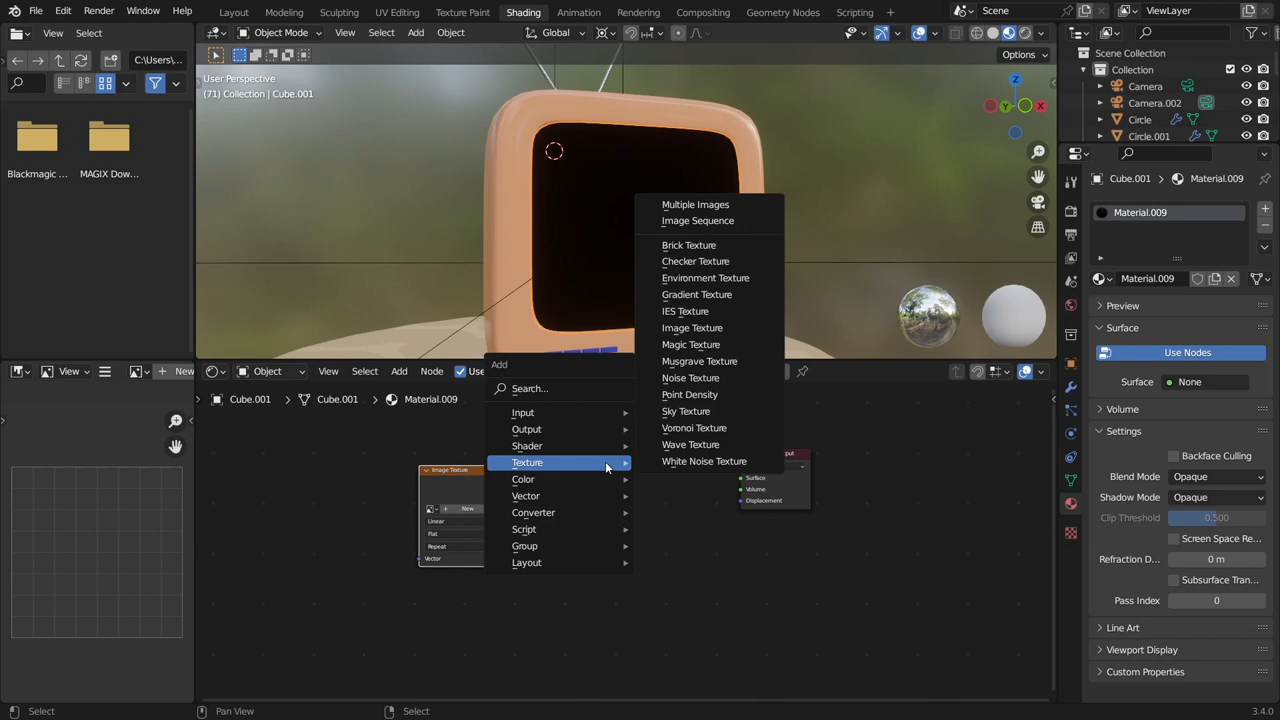 File Edit Render Window Help
Layout Modeling Sculpting UV Editing Texture Paint Shading Animation Rendering Compositing Geometry Nodes Scripting
Scene
ViewLayer
View Select
Object Mode View Select Add Object Global
C:\Users\...
Options
User Perspective
(71) Collection | Cube.001
Blackmagic ...
MAGIX Dow...
X
Y
Z
Scene Collection
Collection
Camera
Camera.002
Circle
Circle.001
Cube.001 Material.009
Material.009
Material.009
Preview
Surface
Use Nodes
Surface None
Volume
Settings
Backface Culling
Blend Mode Opaque
Shadow Mode Opaque
Clip Threshold 0.500
Screen Space Re...
Refraction D... 0 m
Subsurface Tran...
Pass Index 0
Line Art
Viewport Display
Custom Properties
Multiple Images
Image Sequence
Brick Texture
Checker Texture
Environment Texture
Gradient Texture
IES Texture
Image Texture
Magic Texture
Musgrave Texture
Noise Texture
Point Density
Sky Texture
Voronoi Texture
Wave Texture
White Noise Texture
Add
Search...
Input
Output
Shader
Texture
Color
Vector
Converter
Script
Group
Layout
View New
Object View Select Add Node Use
Cube.001 Cube.001 Material.009
Image Texture
New
Linear
Flat
Repeat
Vector
Surface
Volume
Displacement
Select
Pan View
Select
3.4.0